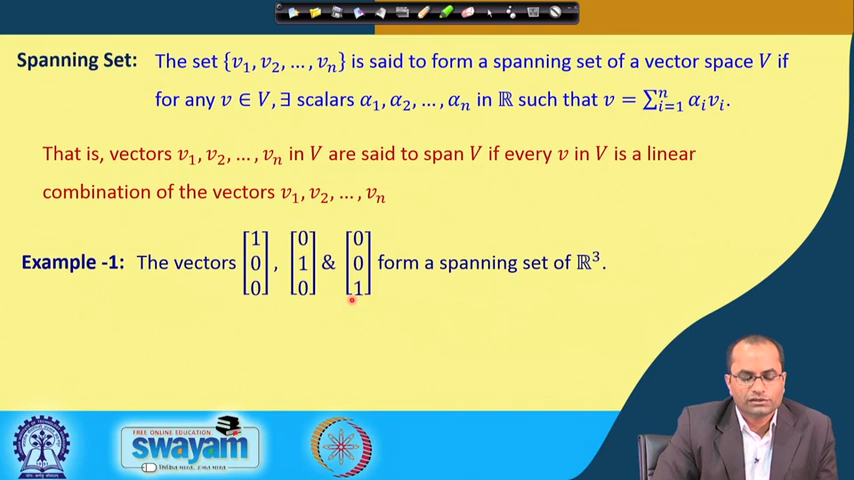 Spanning Set: The set {v₁, v₂, … , vₙ} is said to form a spanning set of a vector space V if
for any v ∈ V, ∃ scalars α₁, α₂, … , αₙ in ℝ such that v = ∑ⁿᵢ₌₁ αᵢvᵢ.
That is, vectors v₁, v₂, … , vₙ in V are said to span V if every v in V is a linear
combination of the vectors v₁, v₂, … , vₙ
Example -1: The vectors [1 0 0], [0 1 0] & [0 0 1] form a spanning set of ℝ³.
FREE ONLINE EDUCATION
swayam